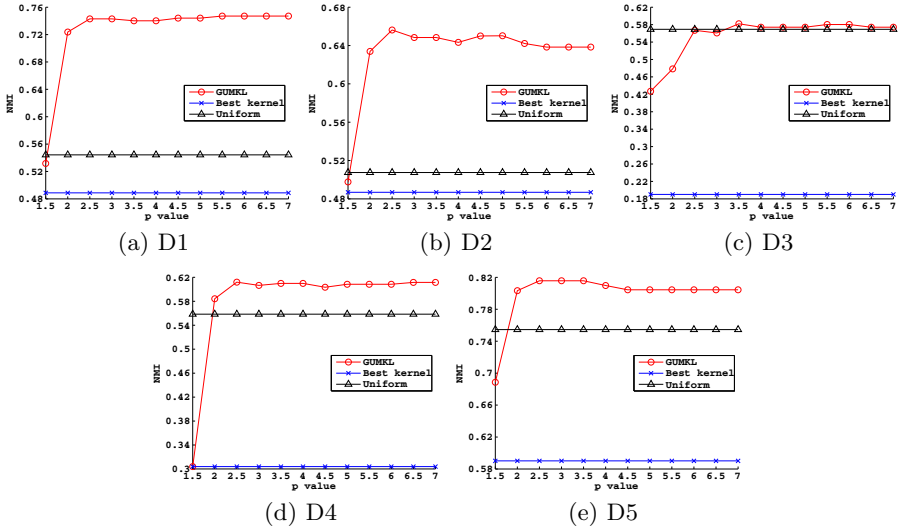 0.76
0.72
0.68
0.64
0.6
0.56
0.52
0.48
NMI
GUMKL
Best kernel
Uniform
1.5 2 2.5 3 3.5 4 4.5 5 5.5 6 6.5 7
p value
(a) D1
0.68
0.64
0.6
0.56
0.52
0.48
NMI
GUMKL
Best kernel
Uniform
1.5 2 2.5 3 3.5 4 4.5 5 5.5 6 6.5 7
p value
(b) D2
0.62
0.58
0.54
0.5
0.46
0.42
0.38
0.34
0.3
0.26
0.22
0.18
NMI
GUMKL
Best kernel
Uniform
1.5 2 2.5 3 3.5 4 4.5 5 5.5 6 6.5 7
p value
(c) D3
0.62
0.58
0.54
0.5
0.46
0.42
0.38
0.34
0.3
NMI
GUMKL
Best kernel
Uniform
1.5 2 2.5 3 3.5 4 4.5 5 5.5 6 6.5 7
p value
(d) D4
0.82
0.78
0.74
0.7
0.66
0.62
0.58
NMI
GUMKL
Best kernel
Uniform
1.5 2 2.5 3 3.5 4 4.5 5 5.5 6 6.5 7
p value
(e) D5